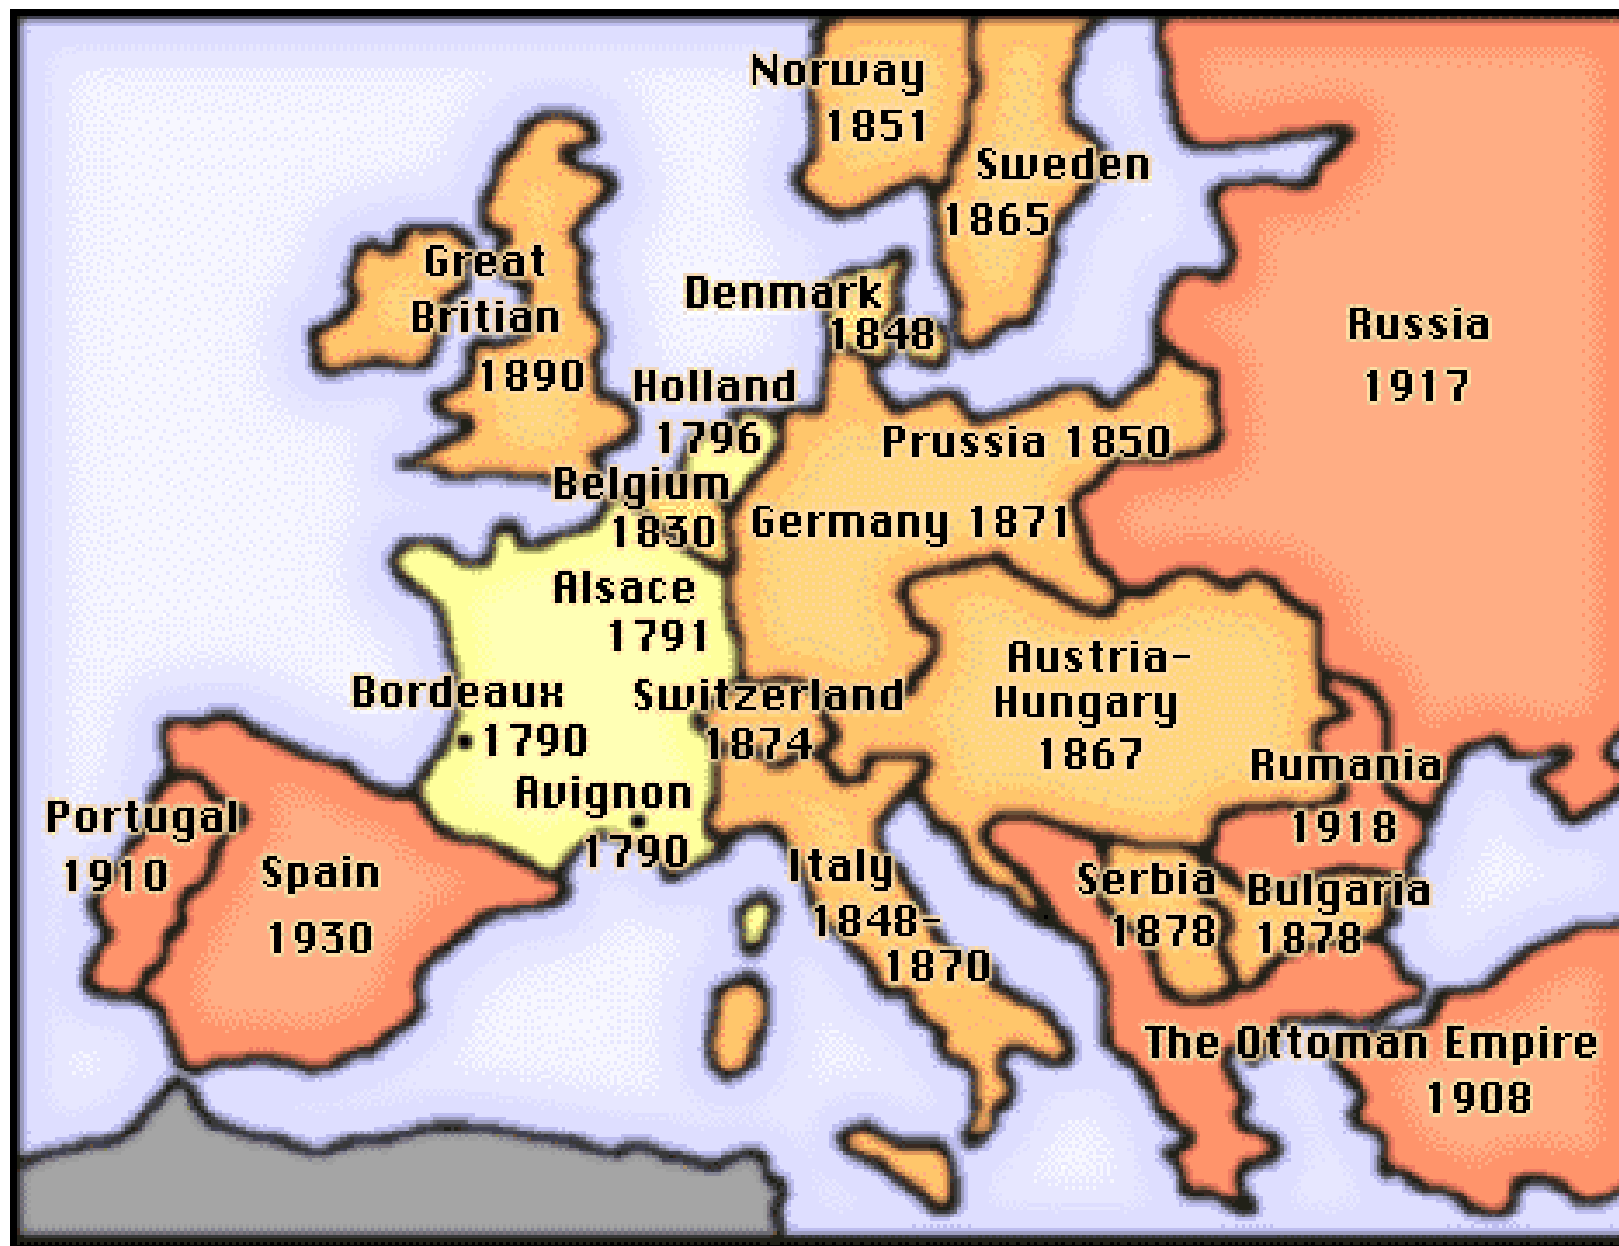 Norway
1851
Sweden
1865
Great
Britian
1890
Denmark
1848
Russia
1917
Holland
1796
Prussia 1850
Belgium
1830
Germany 1871
Alsace
1791
Austria-
Hungary
1867
Bordeaux
1790
Switzerland
1874
Avignon
1790
Rumania
1918
Portugal
1910
Spain
1930
Italy
1848-
1870
Serbia
1878
Bulgaria
1878
The Ottoman Empire
1908